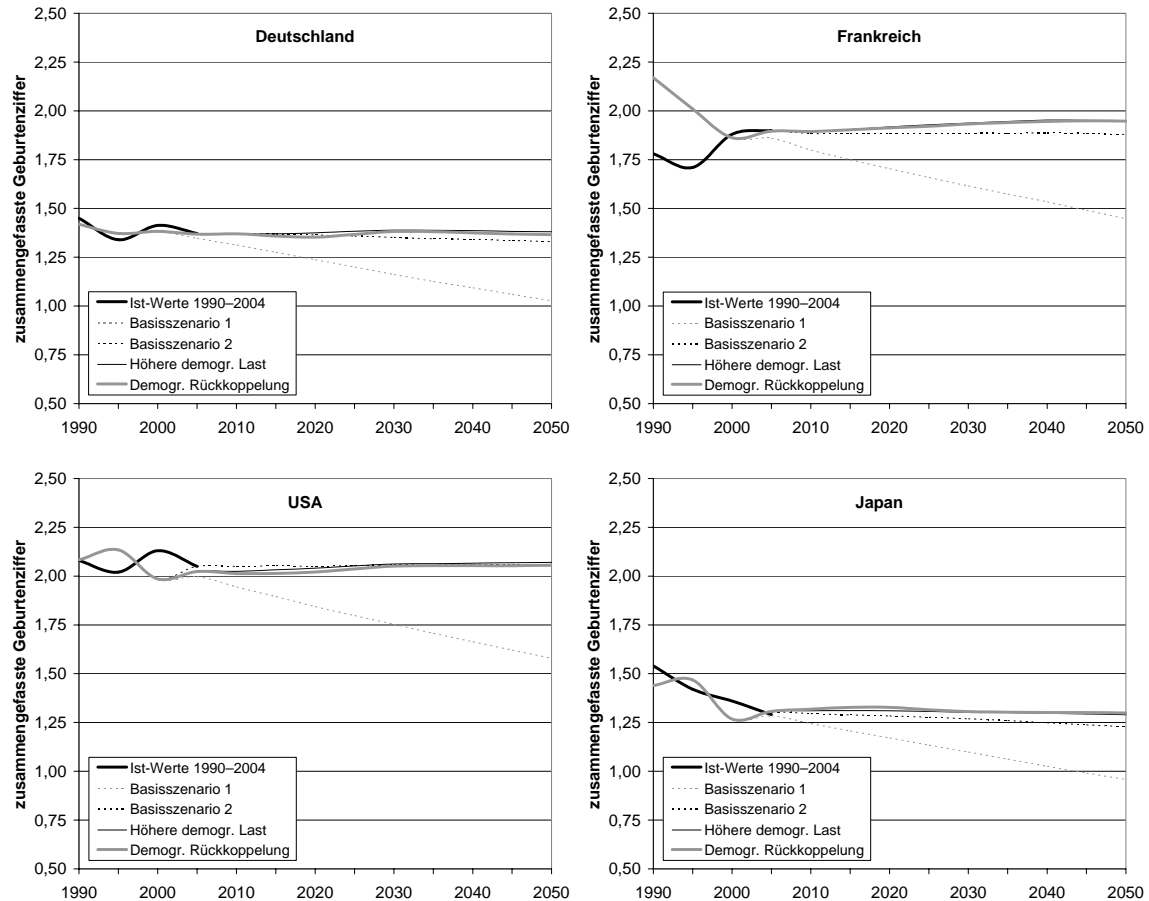 Deutschland
zusammengefasste Geburtenziffer
2,50
2,25
2,00
1,75
1,50
1,25
1,00
0,75
0,50
Ist-Werte 1990–2004
Basisszenario 1
Basisszenario 2
Höhere demogr. Last
Demogr. Rückkoppelung
1990 2000 2010 2020 2030 2040 2050
Frankreich
zusammengefasste Geburtenziffer
2,50
2,25
2,00
1,75
1,50
1,25
1,00
0,75
0,50
Ist-Werte 1990–2004
Basisszenario 1
Basisszenario 2
Höhere demogr. Last
Demogr. Rückkoppelung
1990 2000 2010 2020 2030 2040 2050
USA
zusammengefasste Geburtenziffer
2,50
2,25
2,00
1,75
1,50
1,25
1,00
0,75
0,50
Ist-Werte 1990–2004
Basisszenario 1
Basisszenario 2
Höhere demogr. Last
Demogr. Rückkoppelung
1990 2000 2010 2020 2030 2040 2050
Japan
zusammengefasste Geburtenziffer
2,50
2,25
2,00
1,75
1,50
1,25
1,00
0,75
0,50
Ist-Werte 1990–2004
Basisszenario 1
Basisszenario 2
Höhere demogr. Last
Demogr. Rückkoppelung
1990 2000 2010 2020 2030 2040 2050